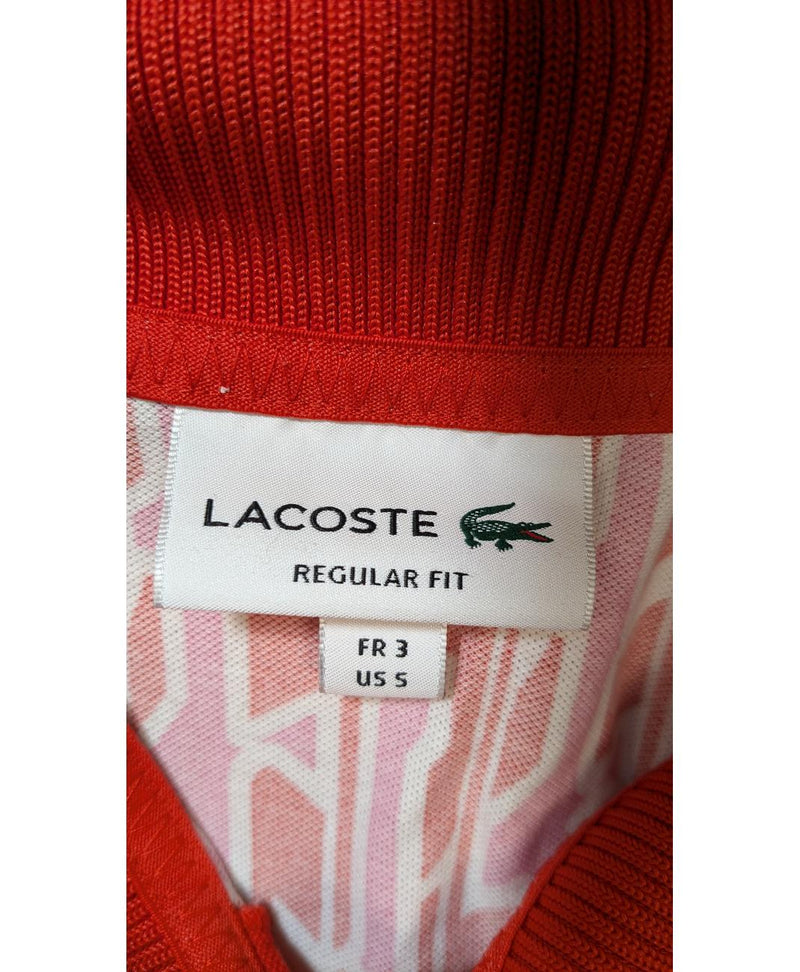 LACOSTE
REGULAR FIT
FR 3
US S